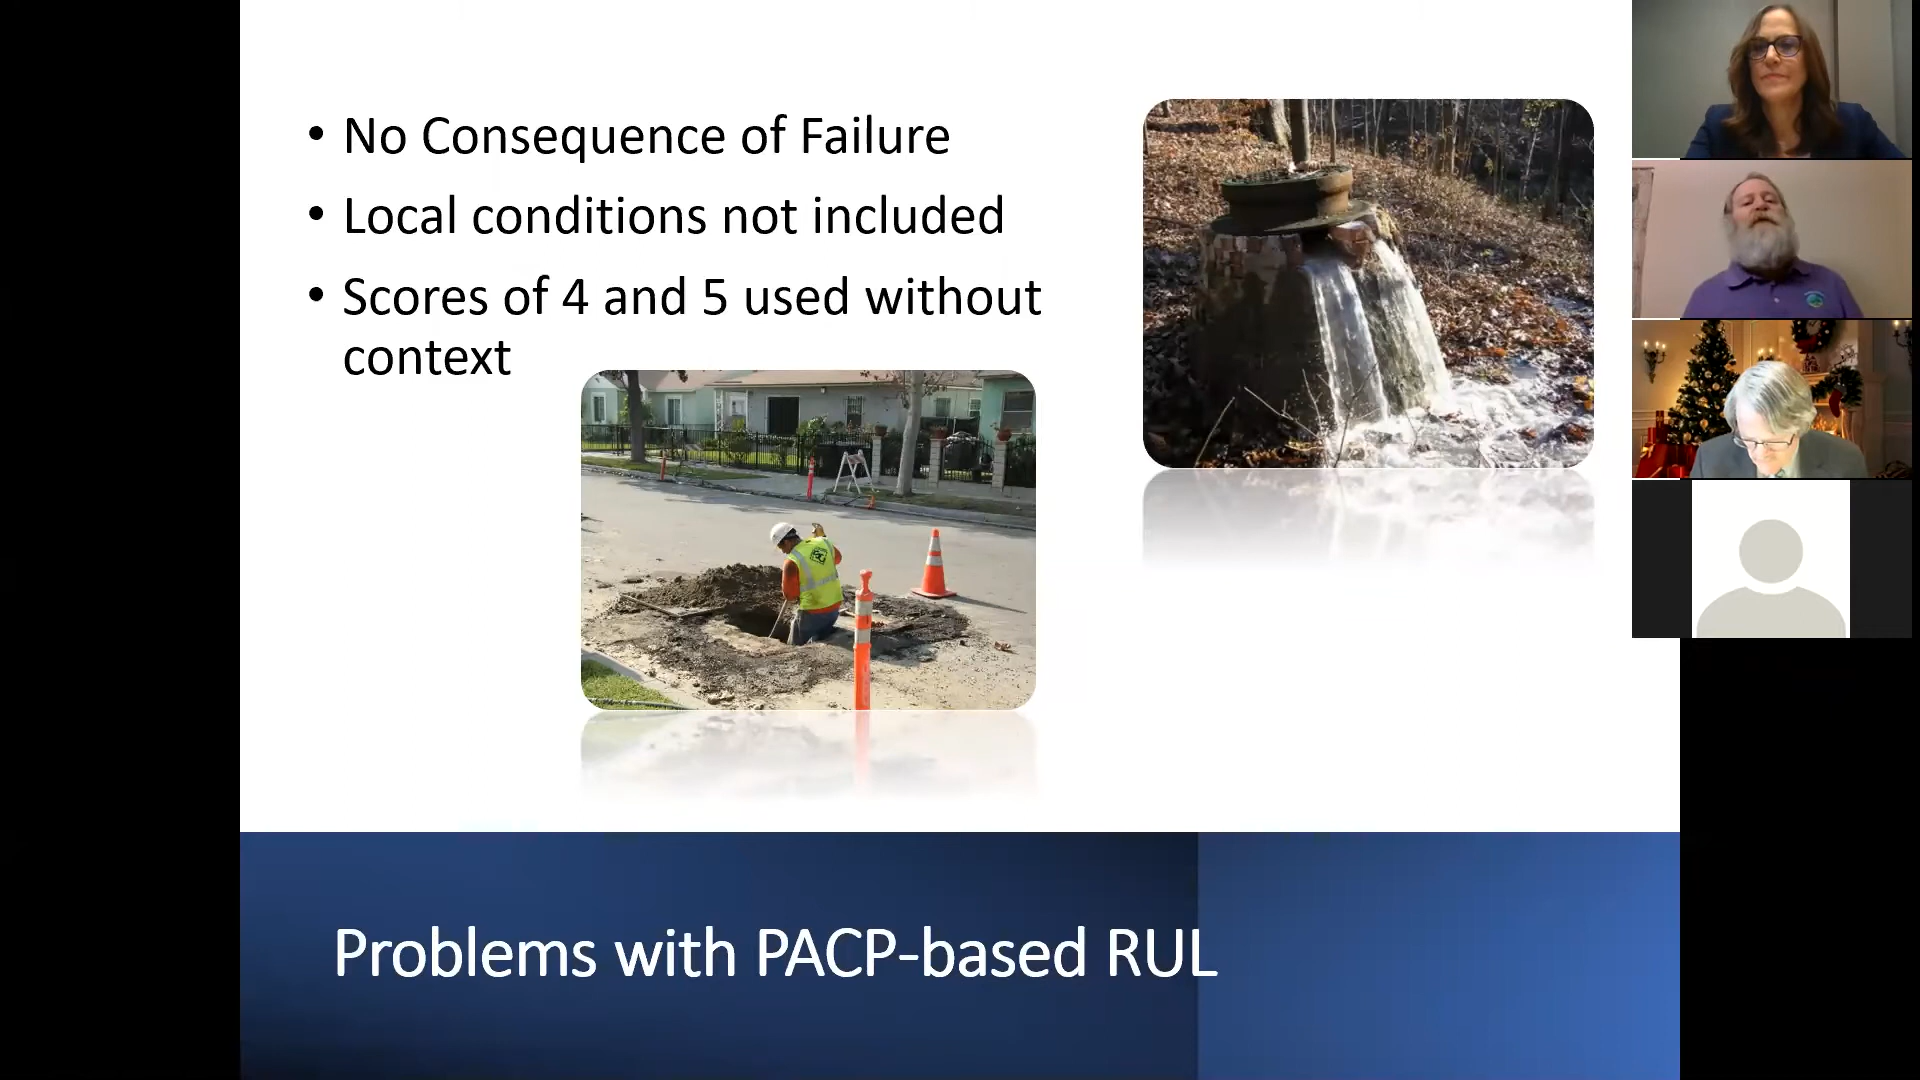 • No Consequence of Failure
• Local conditions not included
• Scores of 4 and 5 used without
context
Problems with PACP-based RUL